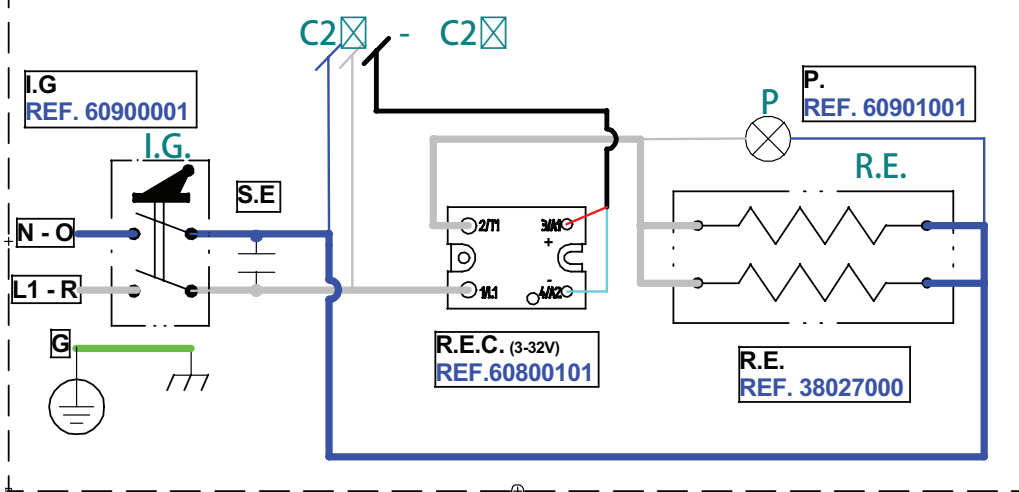 C2☒ - C2☒
I.G
REF. 60900001
P.
REF. 60901001
P
I.G.
R.E.
S.E
N - O
2/T1
3/A1
+
-
L1 - R
1/L1
4/A2
G
R.E.C. (3-32V)
REF.60800101
R.E.
REF. 38027000